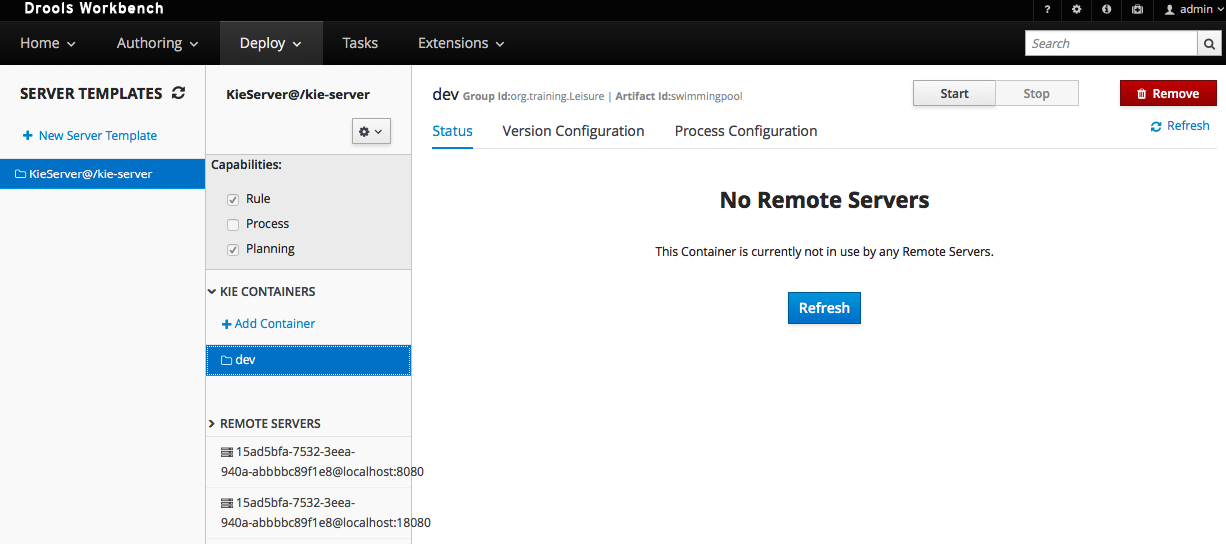 Drools Workbench
? admin
Home Authoring Deploy Tasks Extensions Search
SERVER TEMPLATES
+ New Server Template
KieServer@/kie-server
KieServer@/kie-server
Capabilities:
Rule
Process
Planning
KIE CONTAINERS
+ Add Container
dev
REMOTE SERVERS
15ad5bfa-7532-3eea-
940a-abbbbc89f1e8@localhost:8080
15ad5bfa-7532-3eea-
940a-abbbbc89f1e8@localhost:18080
dev Group Id:org.training.Leisure | Artifact Id:swimmingpool
Start Stop Remove
Refresh
Status Version Configuration Process Configuration
No Remote Servers
This Container is currently not in use by any Remote Servers.
Refresh